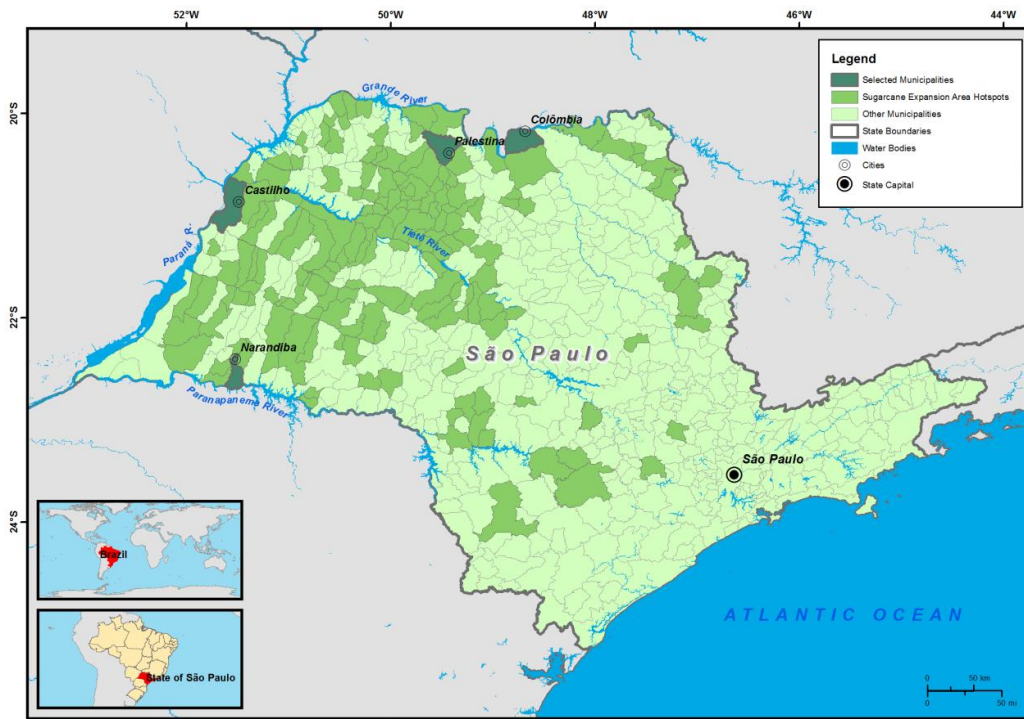 52°W
50°W
48°W
46°W
44°W
20°S
22°S
24°S
Legend
Selected Municipalities
Sugarcane Expansion Area Hotspots
Other Municipalities
State Boundaries
Water Bodies
Cities
State Capital
Grande River
Colômbia
Palestina
Castilho
Paraná R.
Tietê River
Narandiba
São Paulo
Paranapanema River
São Paulo
Brazil
State of São Paulo
ATLANTIC OCEAN
0 50 km
0 50 mi